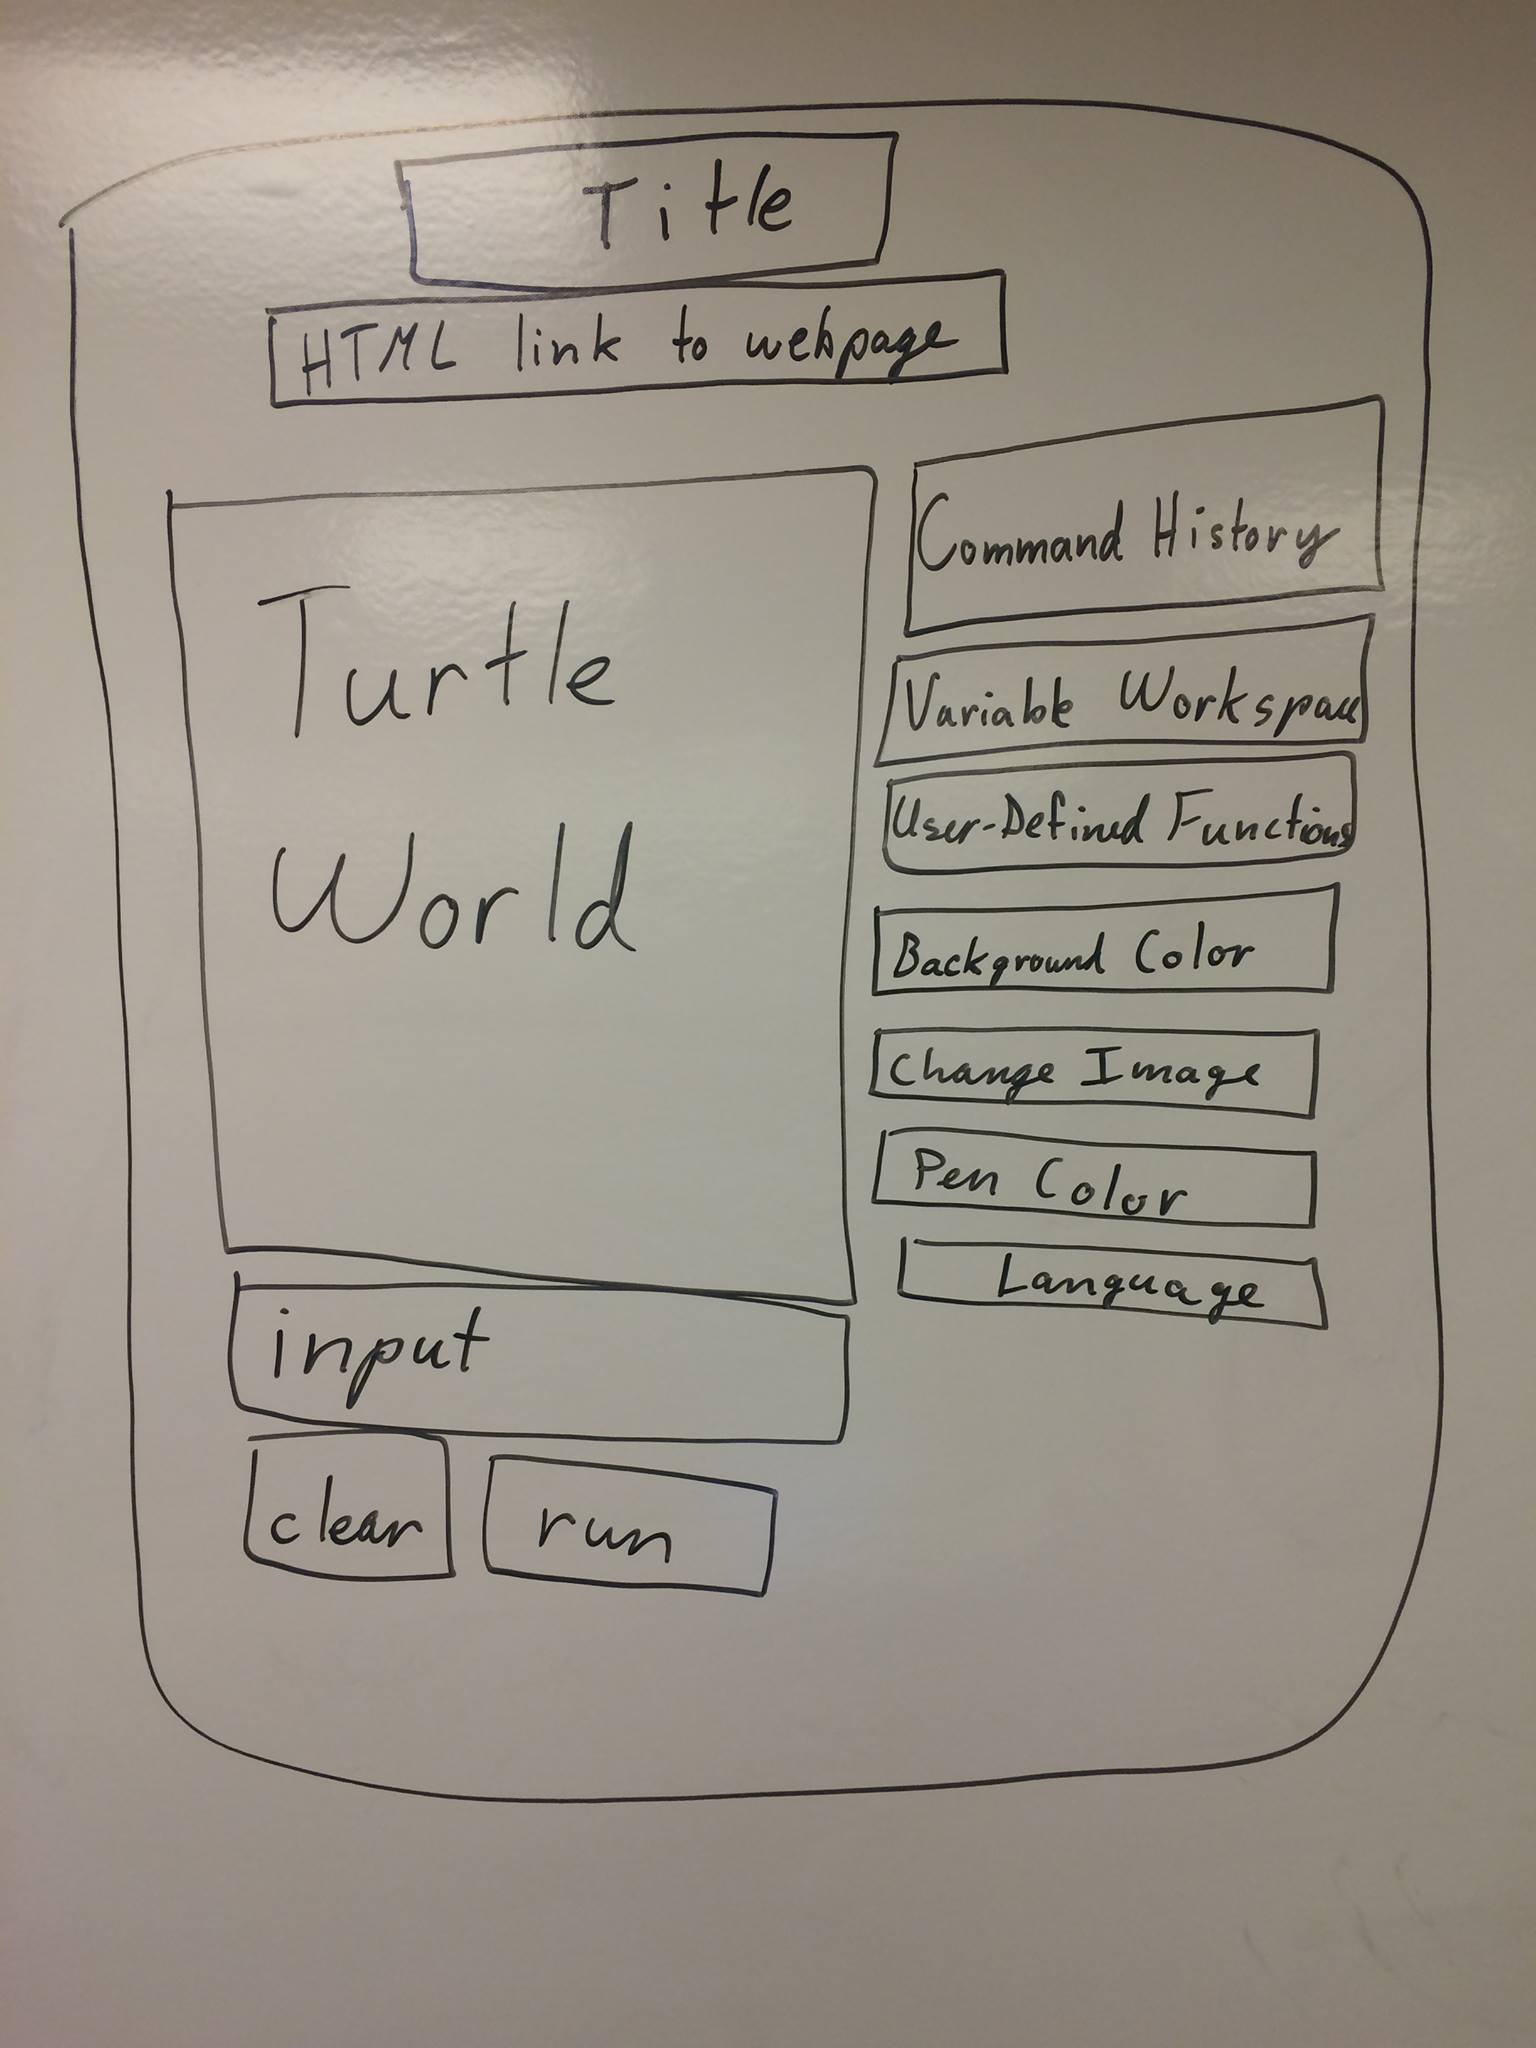 Title
HTML link to webpage
Turtle
World
Command History
Variable Workspace
User-Defined Functions
Background Color
Change Image
Pen Color
Language
input
clear
run